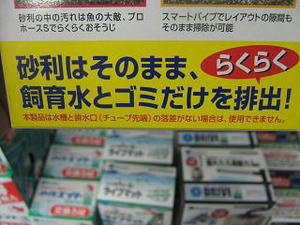 砂利の中の汚れは魚の大敵、プロ
ホースSでらくらくおそうじ
スマートパイプでレイアウトの隙間も
そのまま掃除が可能
砂利はそのまま、らくらく
飼育水とゴミだけを排出!
本製品は水槽と排水口(チューブ先端)の落差がない場合は、使用できません。
DRIVE